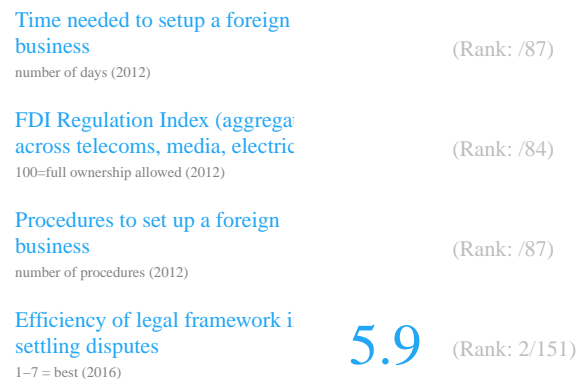 Time needed to setup a foreign
business
(Rank: /87)
number of days (2012)
FDI Regulation Index (aggregat
across telecoms, media, electric
(Rank: /84)
100=full ownership allowed (2012)
Procedures to set up a foreign
business
(Rank: /87)
number of procedures (2012)
Efficiency of legal framework i
settling disputes
5.9 (Rank: 2/151)
1–7 = best (2016)